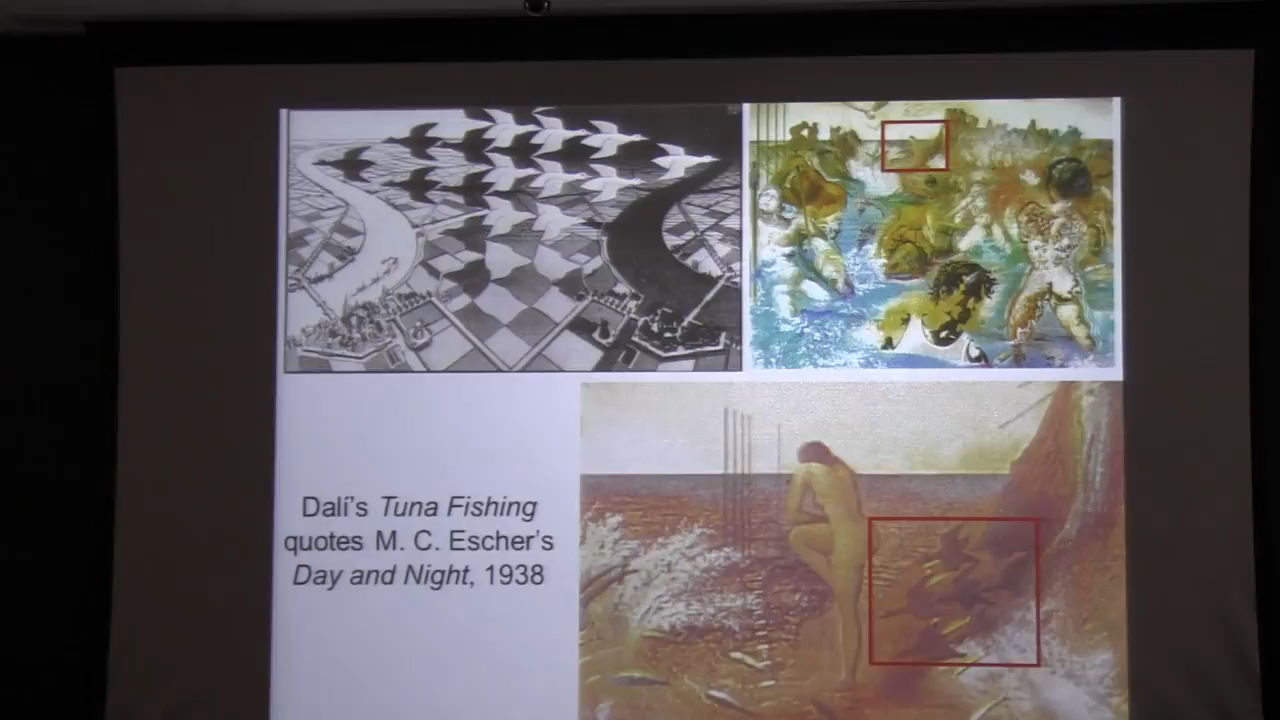 Dalí's Tuna Fishing
quotes M. C. Escher's
Day and Night, 1938